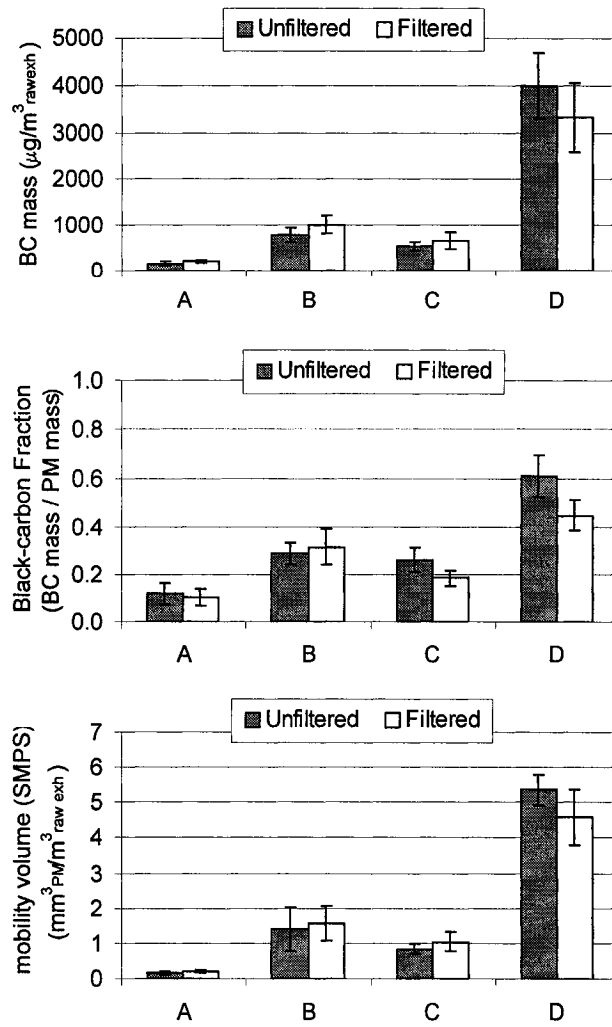 Unfiltered Filtered
BC mass (μg/m³ rawexh)
5000
4000
3000
2000
1000
0
A B C D
Unfiltered Filtered
Black-carbon Fraction
(BC mass / PM mass)
1.0
0.8
0.6
0.4
0.2
0.0
A B C D
Unfiltered Filtered
mobility volume (SMPS)
(mm³PM/m³raw exh)
7
6
5
4
3
2
1
0
A B C D